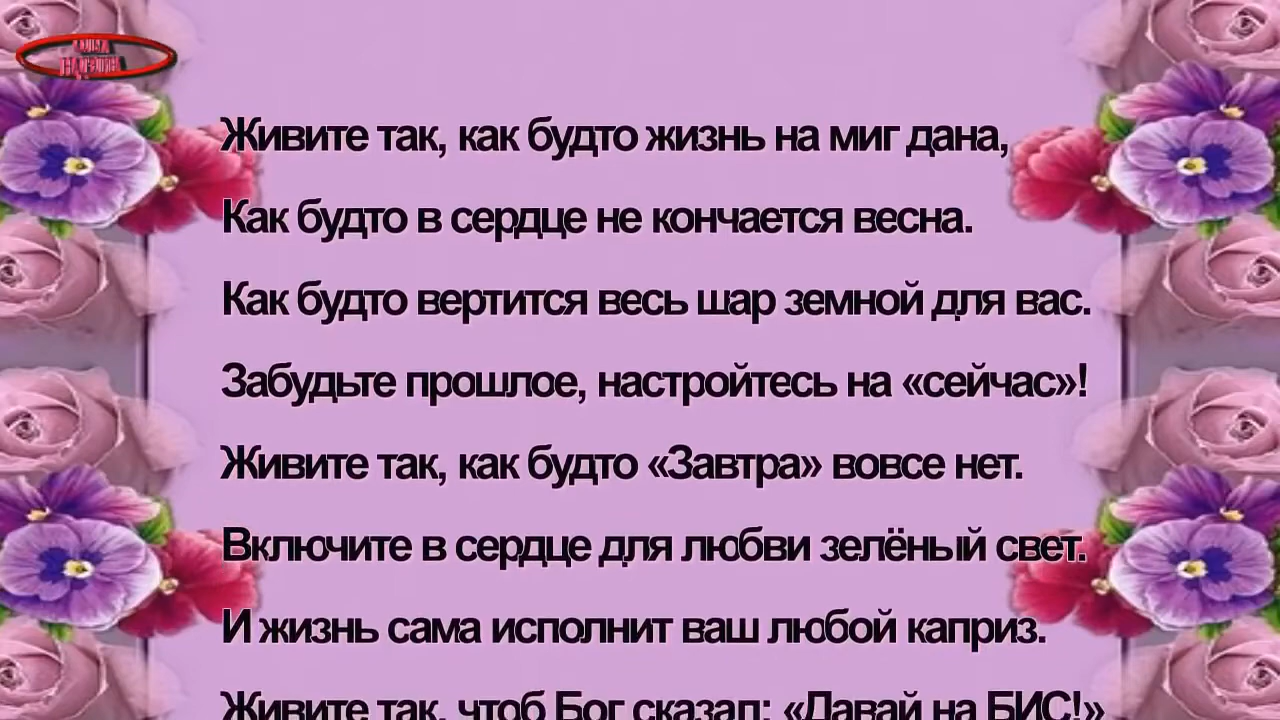 Живите так, как будто жизнь на миг дана,
Как будто в сердце не кончается весна.
Как будто вертится весь шар земной для вас.
Забудьте прошлое, настройтесь на «сейчас»!
Живите так, как будто «Завтра» вовсе нет.
Включите в сердце для любви зелёный свет.
И жизнь сама исполнит ваш любой каприз.
Живите так, чтоб Бог сказал: «Давай на БИС!»